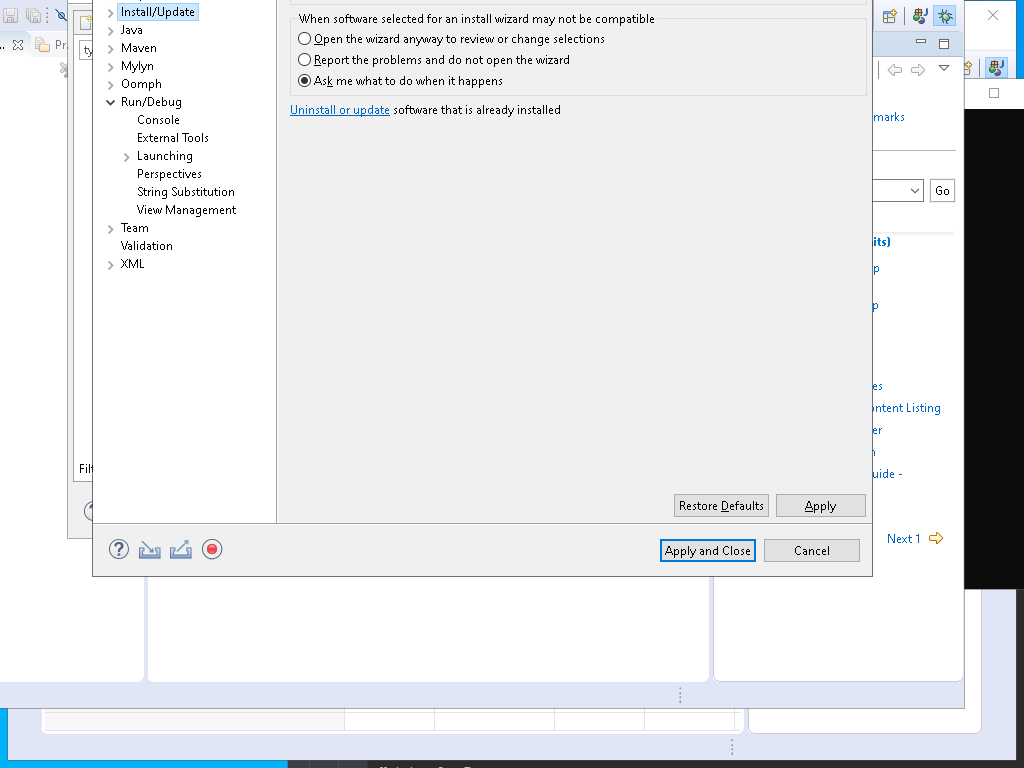 Install/Update
Java
Maven
Mylyn
Oomph
Run/Debug
Console
External Tools
Launching
Perspectives
String Substitution
View Management
Team
Validation
XML
When software selected for an install wizard may not be compatible
Open the wizard anyway to review or change selections
Report the problems and do not open the wizard
Ask me what to do when it happens
Uninstall or update software that is already installed
Restore Defaults
Apply
Apply and Close
Cancel
Go
marks
its)
p
p
es
ontent Listing
er
uide -
Next 1
Pr
ty
Filt